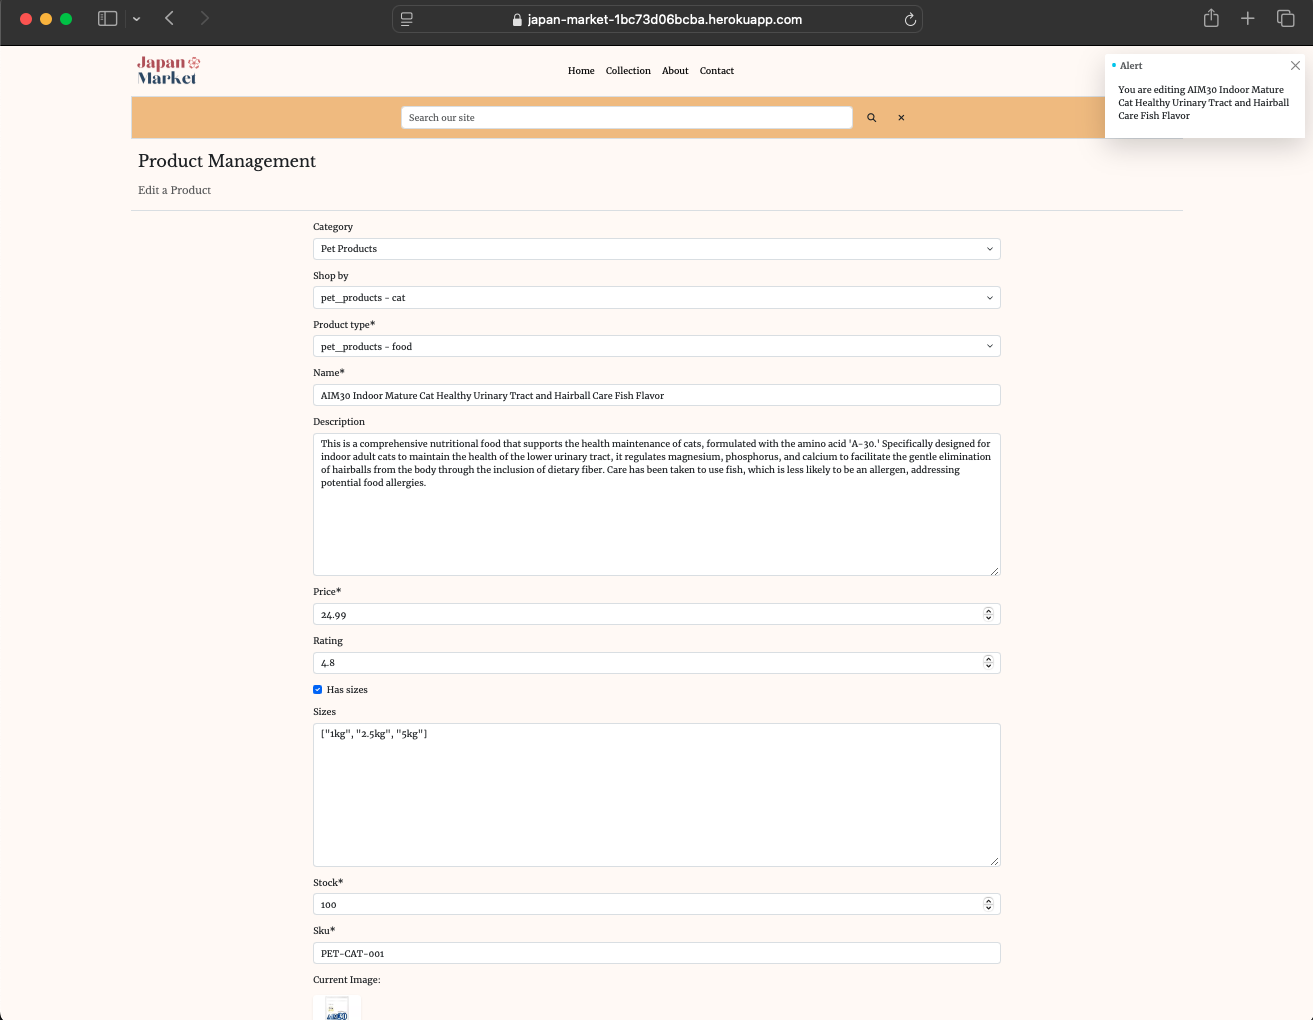 japan-market-1bc73d06bcba.herokuapp.com
Japan
Market
Home Collection About Contact
Alert
You are editing AIM30 Indoor Mature
Cat Healthy Urinary Tract and Hairball
Care Fish Flavor
Search our site
Product Management
Edit a Product
Category
Pet Products
Shop by
pet_products - cat
Product type*
pet_products - food
Name*
AIM30 Indoor Mature Cat Healthy Urinary Tract and Hairball Care Fish Flavor
Description
This is a comprehensive nutritional food that supports the health maintenance of cats, formulated with the amino acid 'A-30.' Specifically designed for
indoor adult cats to maintain the health of the lower urinary tract, it regulates magnesium, phosphorus, and calcium to facilitate the gentle elimination
of hairballs from the body through the inclusion of dietary fiber. Care has been taken to use fish, which is less likely to be an allergen, addressing
potential food allergies.
Price*
24.99
Rating
4.8
Has sizes
Sizes
["1kg", "2.5kg", "5kg"]
Stock*
100
Sku*
PET-CAT-001
Current Image:
AIM30